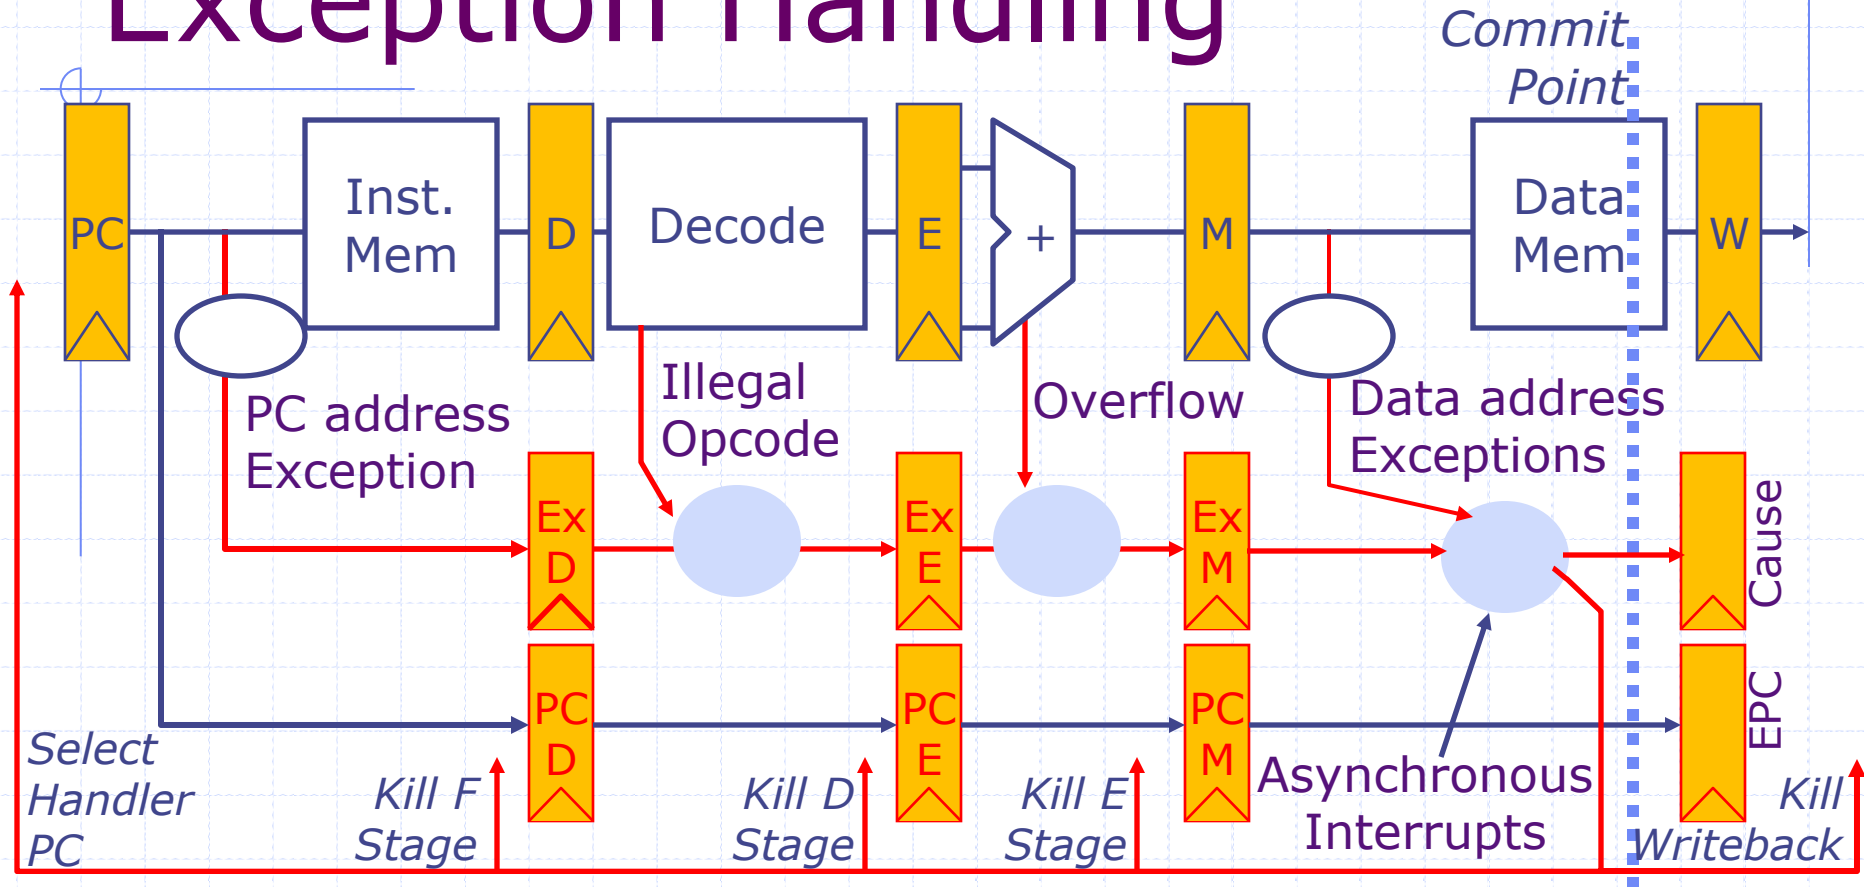 Exception Handling
Commit
Point
PC
Inst.
Mem
D
Decode
E
+
M
Data
Mem
W
PC address
Exception
Illegal
Opcode
Overflow
Data address
Exceptions
Ex
D
Ex
E
Ex
M
Cause
PC
D
PC
E
PC
M
EPC
Select
Handler
PC
Kill F
Stage
Kill D
Stage
Kill E
Stage
Asynchronous
Interrupts
Kill
Writeback